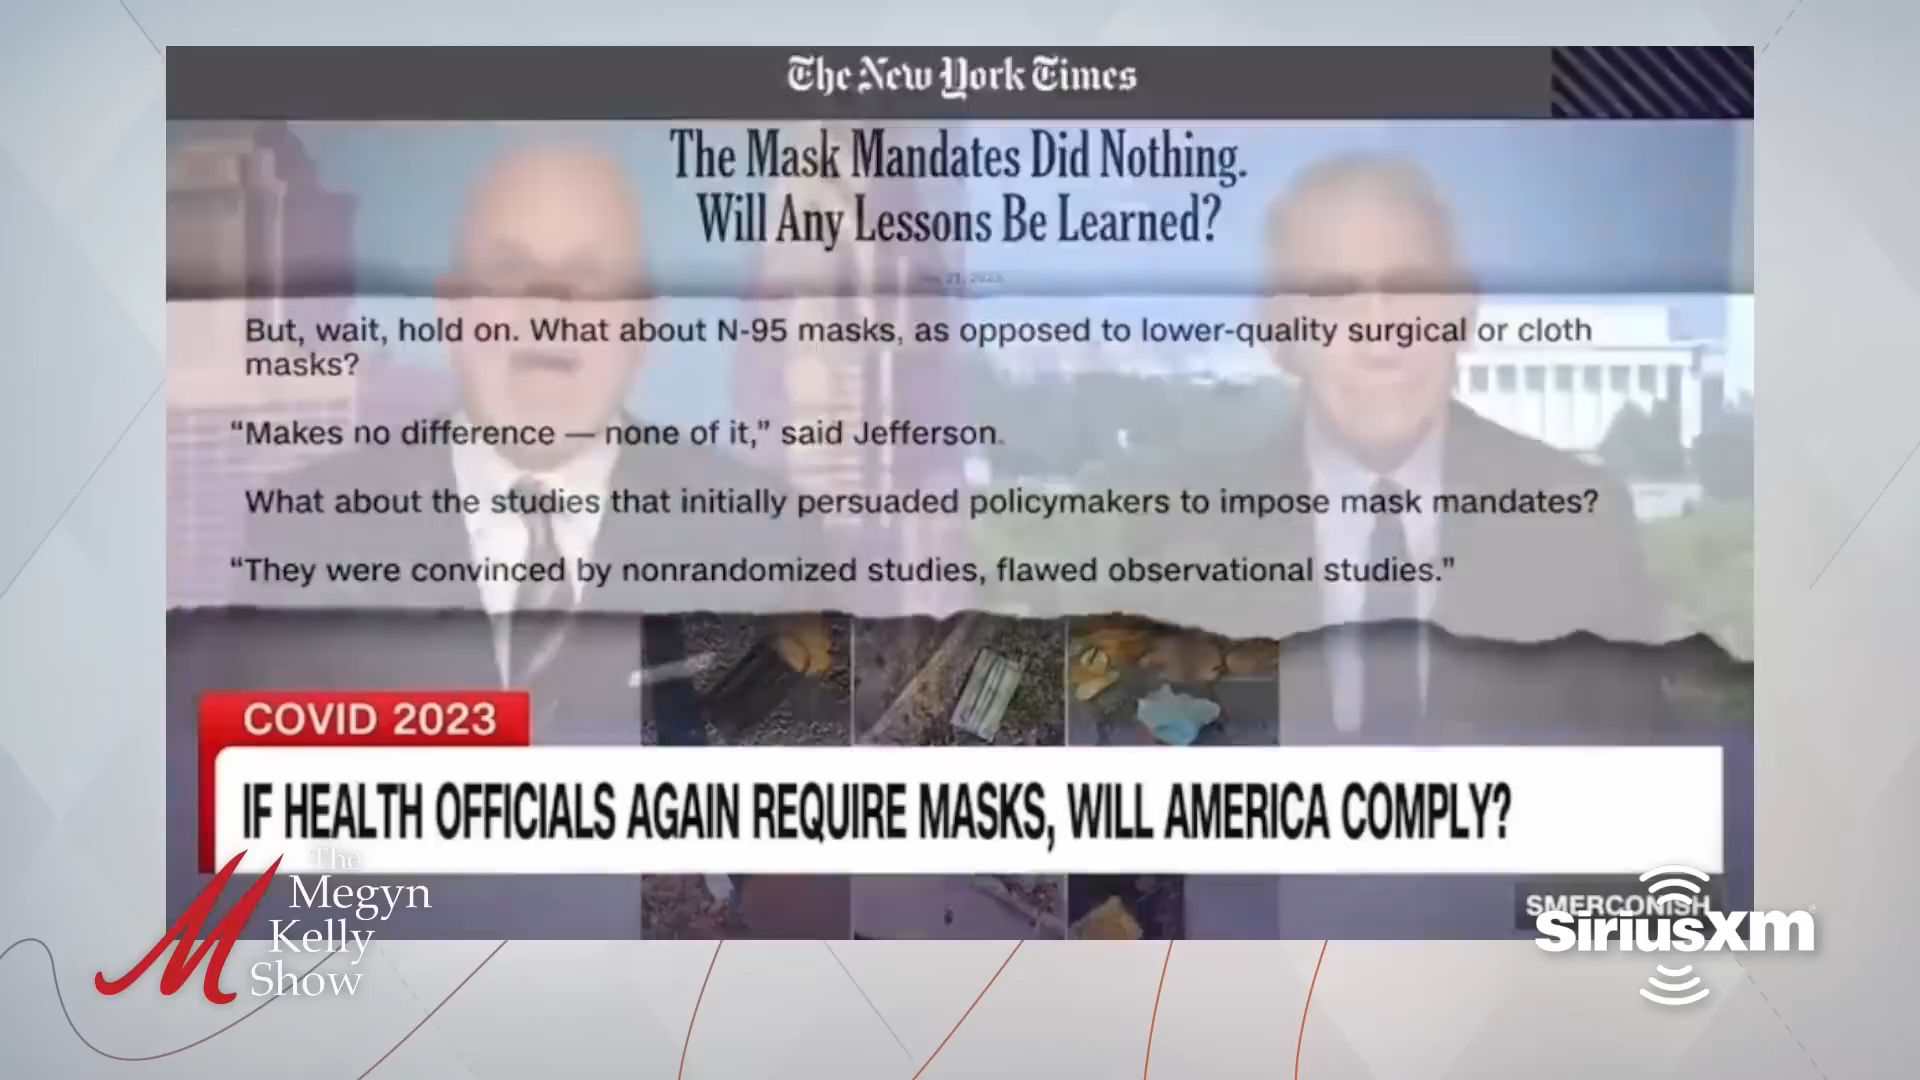 The New York Times
The Mask Mandates Did Nothing.
Will Any Lessons Be Learned?
21, 2023
But, wait, hold on. What about N-95 masks, as opposed to lower-quality surgical or cloth
masks?
“Makes no difference — none of it,” said Jefferson.
What about the studies that initially persuaded policymakers to impose mask mandates?
“They were convinced by nonrandomized studies, flawed observational studies.”
COVID 2023
IF HEALTH OFFICIALS AGAIN REQUIRE MASKS, WILL AMERICA COMPLY?
The
Megyn
Kelly
Show
SMERCONISH
SiriusXM